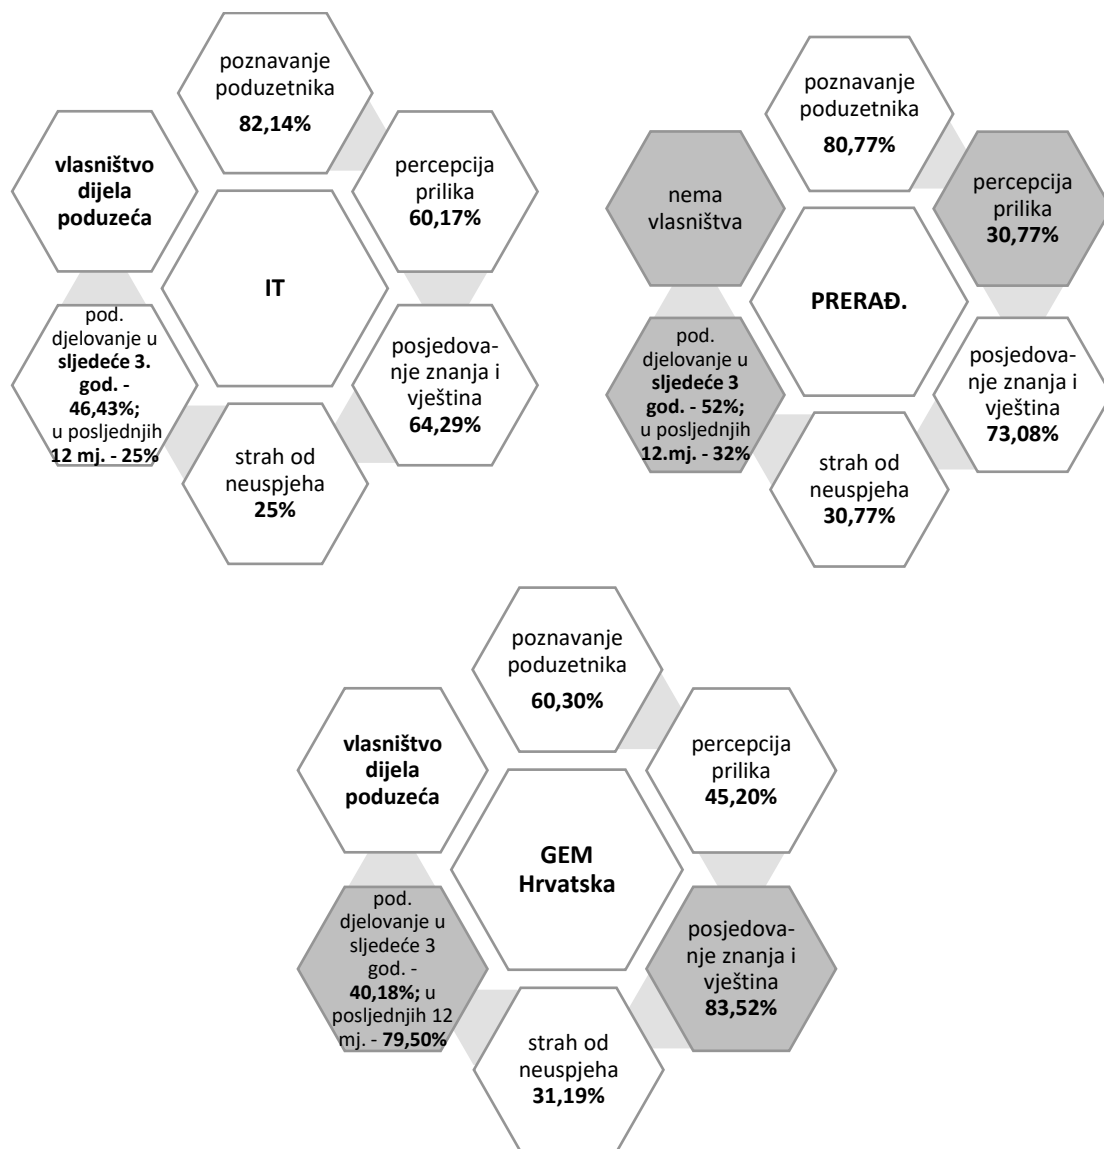 poznavanje
poduzetnika
82,14%
vlasništvo
dijela
poduzeća
percepcija
prilika
60,17%
IT
pod.
djelovanje u
sljedeće 3.
god. -
46,43%;
u posljednjih
12 mj. - 25%
posjedova-
nje znanja i
vještina
64,29%
strah od
neuspjeha
25%
poznavanje
poduzetnika
80,77%
nema
vlasništva
percepcija
prilika
30,77%
PRERAĐ.
pod.
djelovanje u
sljedeće 3
god. - 52%;
u posljednjih
12.mj. - 32%
posjedova-
nje znanja i
vještina
73,08%
strah od
neuspjeha
30,77%
poznavanje
poduzetnika
60,30%
vlasništvo
dijela
poduzeća
percepcija
prilika
45,20%
GEM
Hrvatska
pod.
djelovanje u
sljedeće 3
god. -
40,18%; u
posljednjih 12
mj. - 79,50%
posjedova-
nje znanja i
vještina
83,52%
strah od
neuspjeha
31,19%